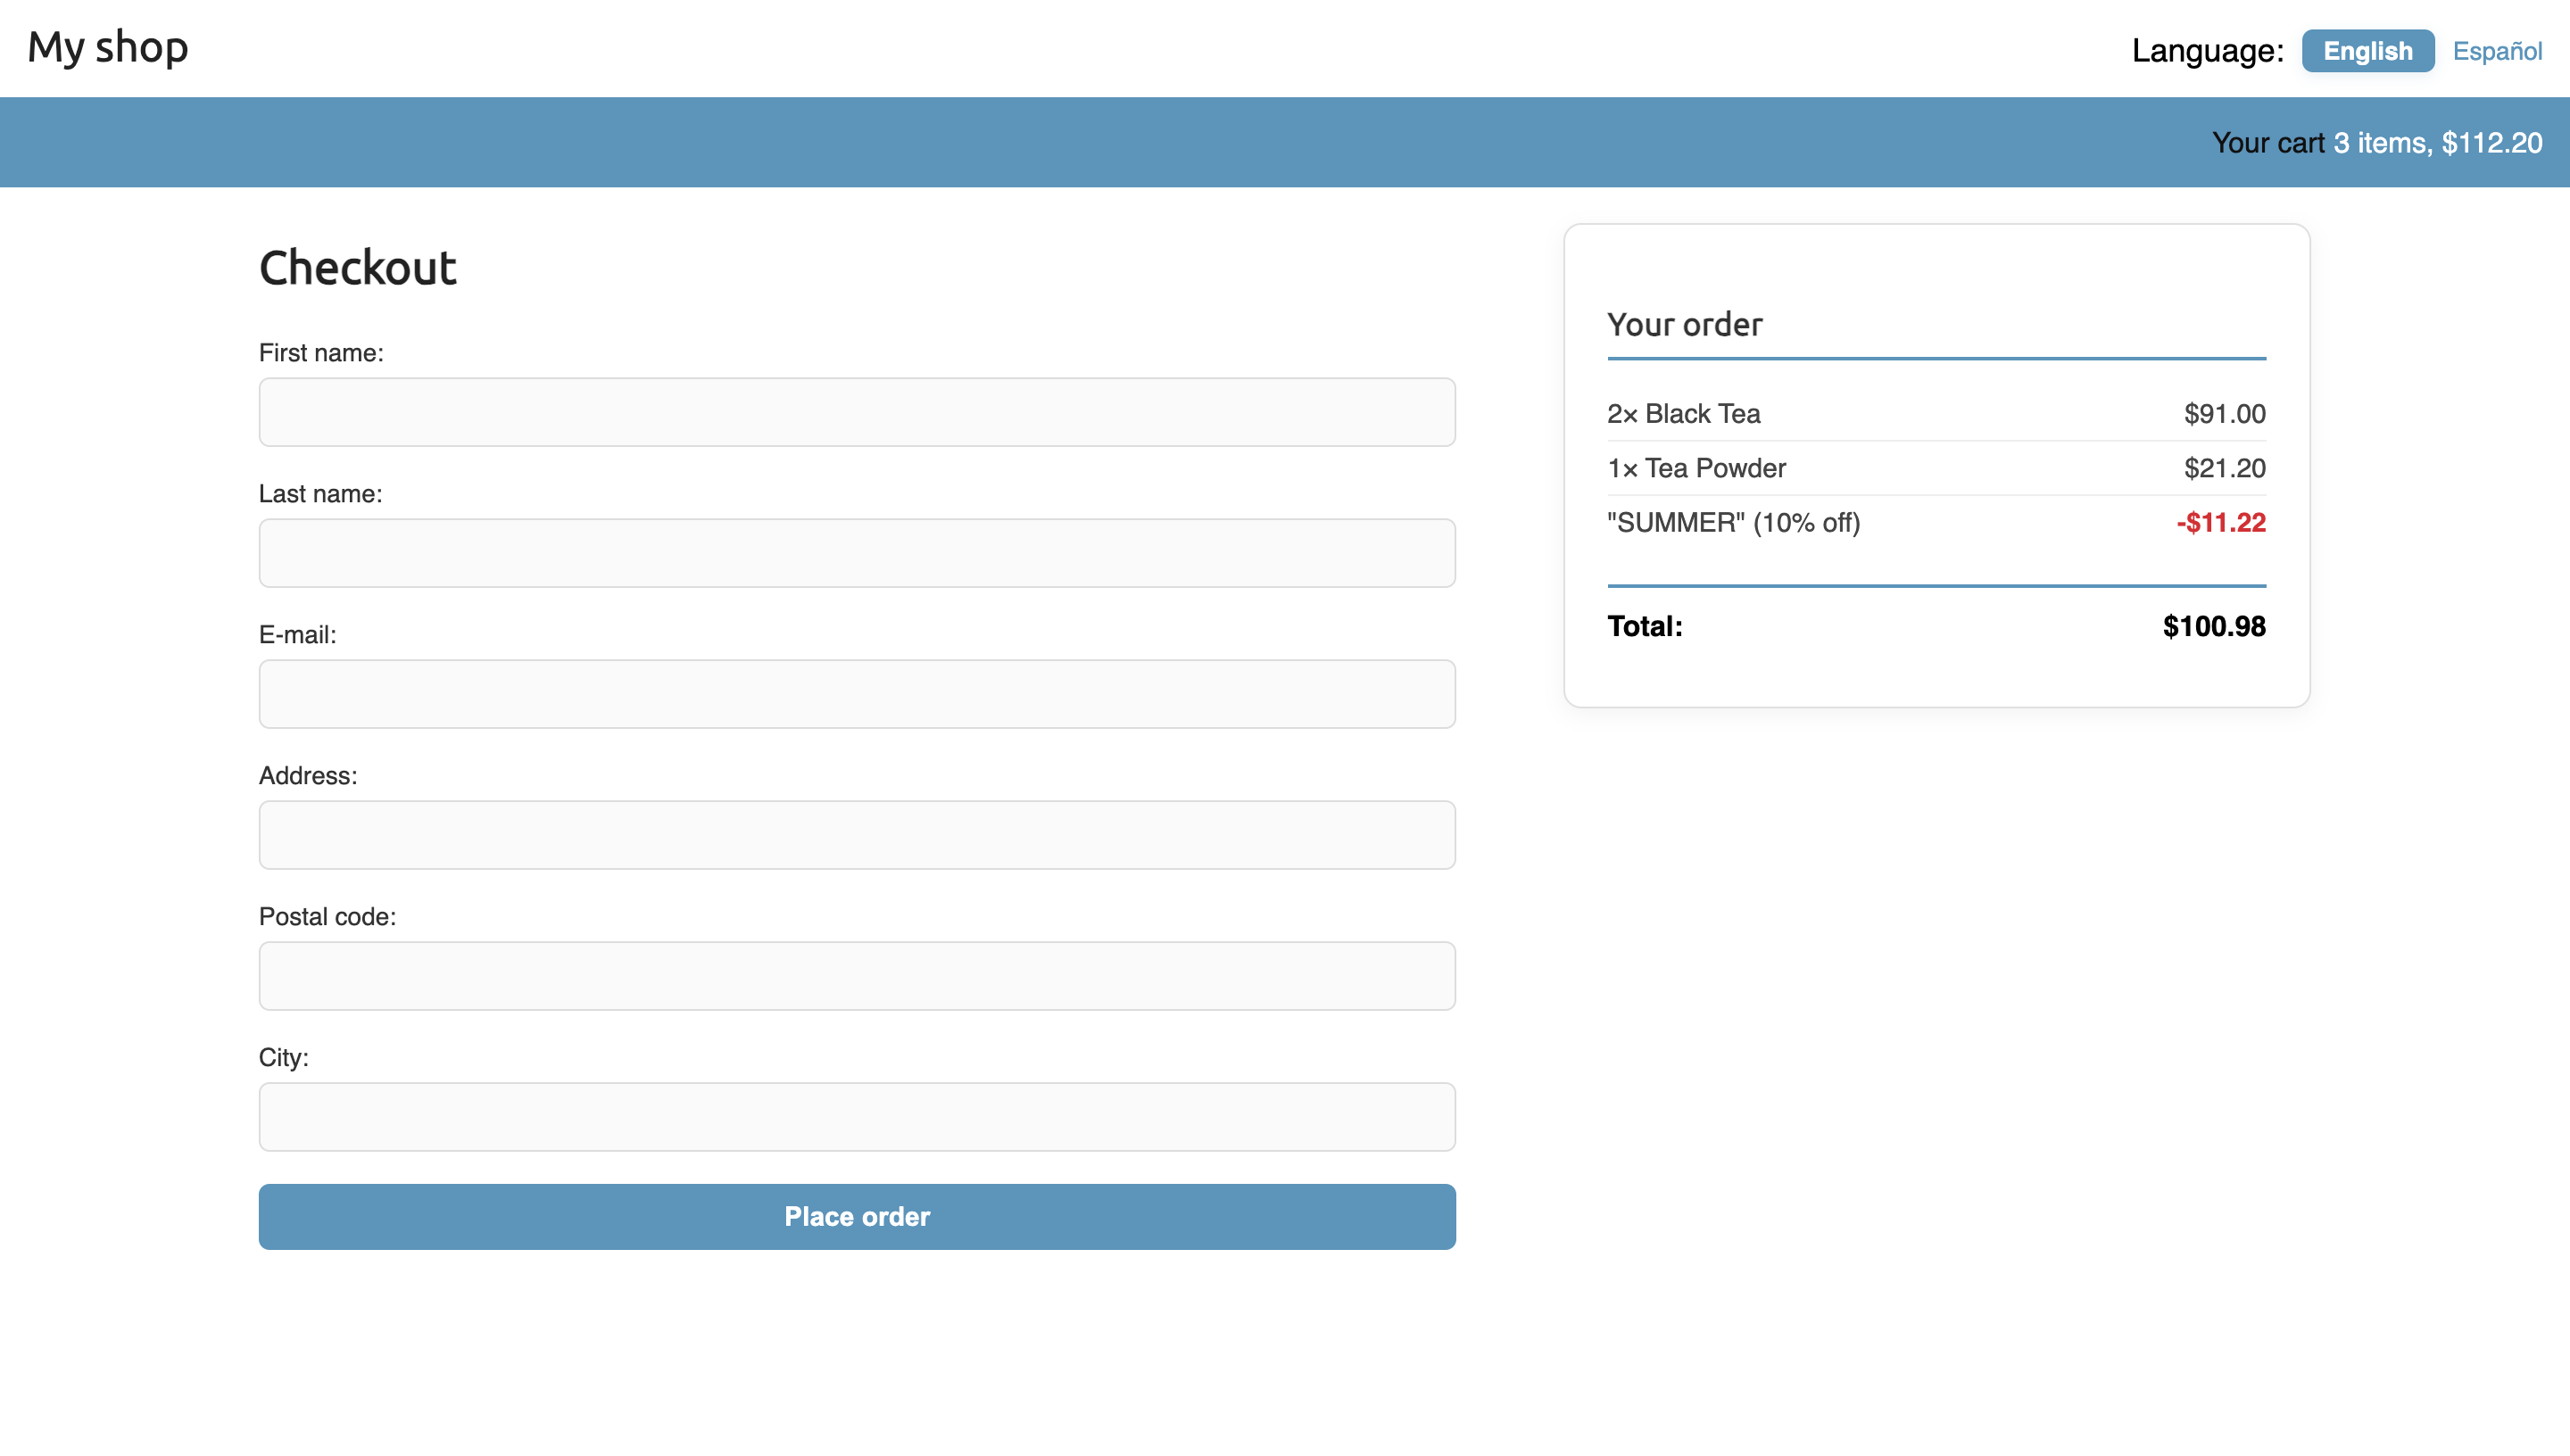 My shop
Language: English Español
Your cart 3 items, $112.20
Checkout
First name:
Last name:
E-mail:
Address:
Postal code:
City:
Place order
Your order
2× Black Tea $91.00
1× Tea Powder $21.20
"SUMMER" (10% off) -$11.22
Total: $100.98